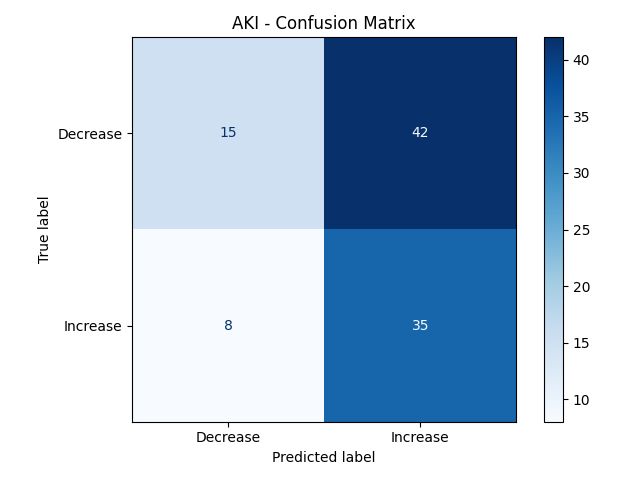 AKI - Confusion Matrix
True label
Decrease
15
42
Increase
8
35
Decrease
Increase
Predicted label
40
35
30
25
20
15
10